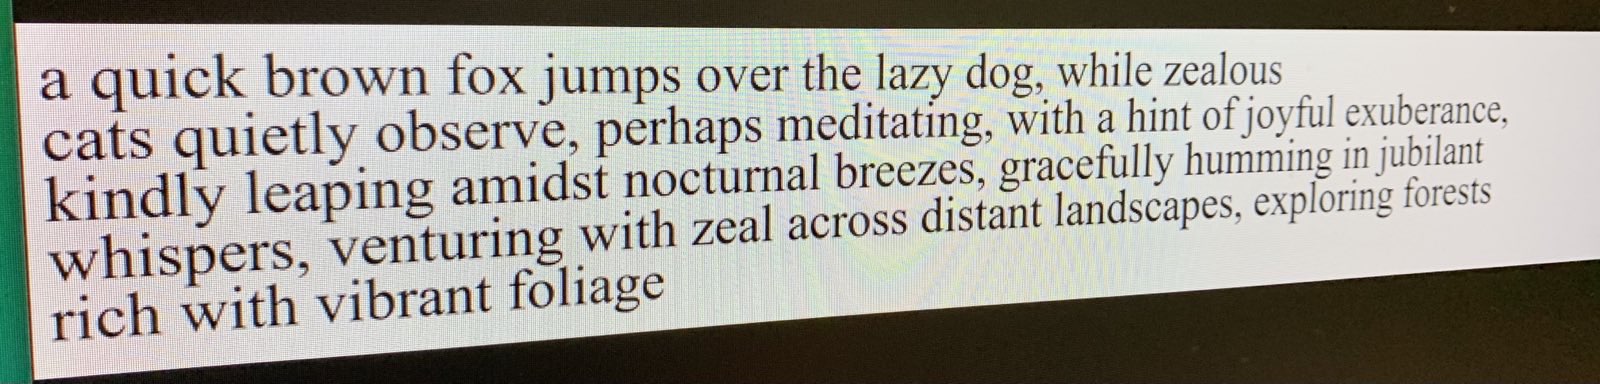 a quick brown fox jumps over the lazy dog, while zealous
cats quietly observe, perhaps meditating, with a hint of joyful exuberance,
kindly leaping amidst nocturnal breezes, gracefully humming in jubilant
whispers, venturing with zeal across distant landscapes, exploring forests
rich with vibrant foliage